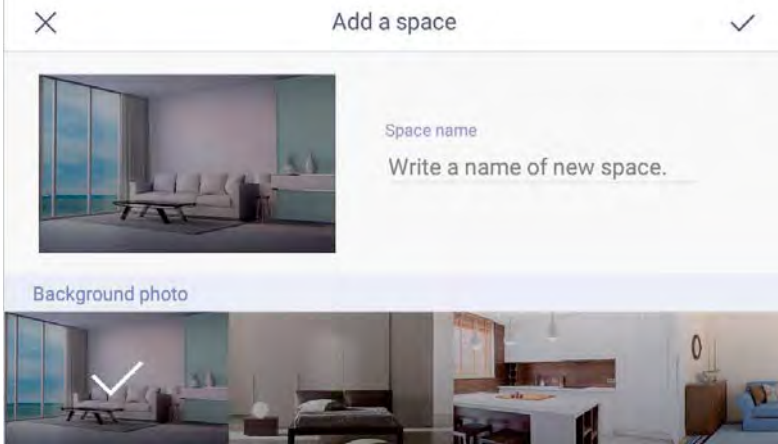 Add a space
Space name
Write a name of new space.
Background photo